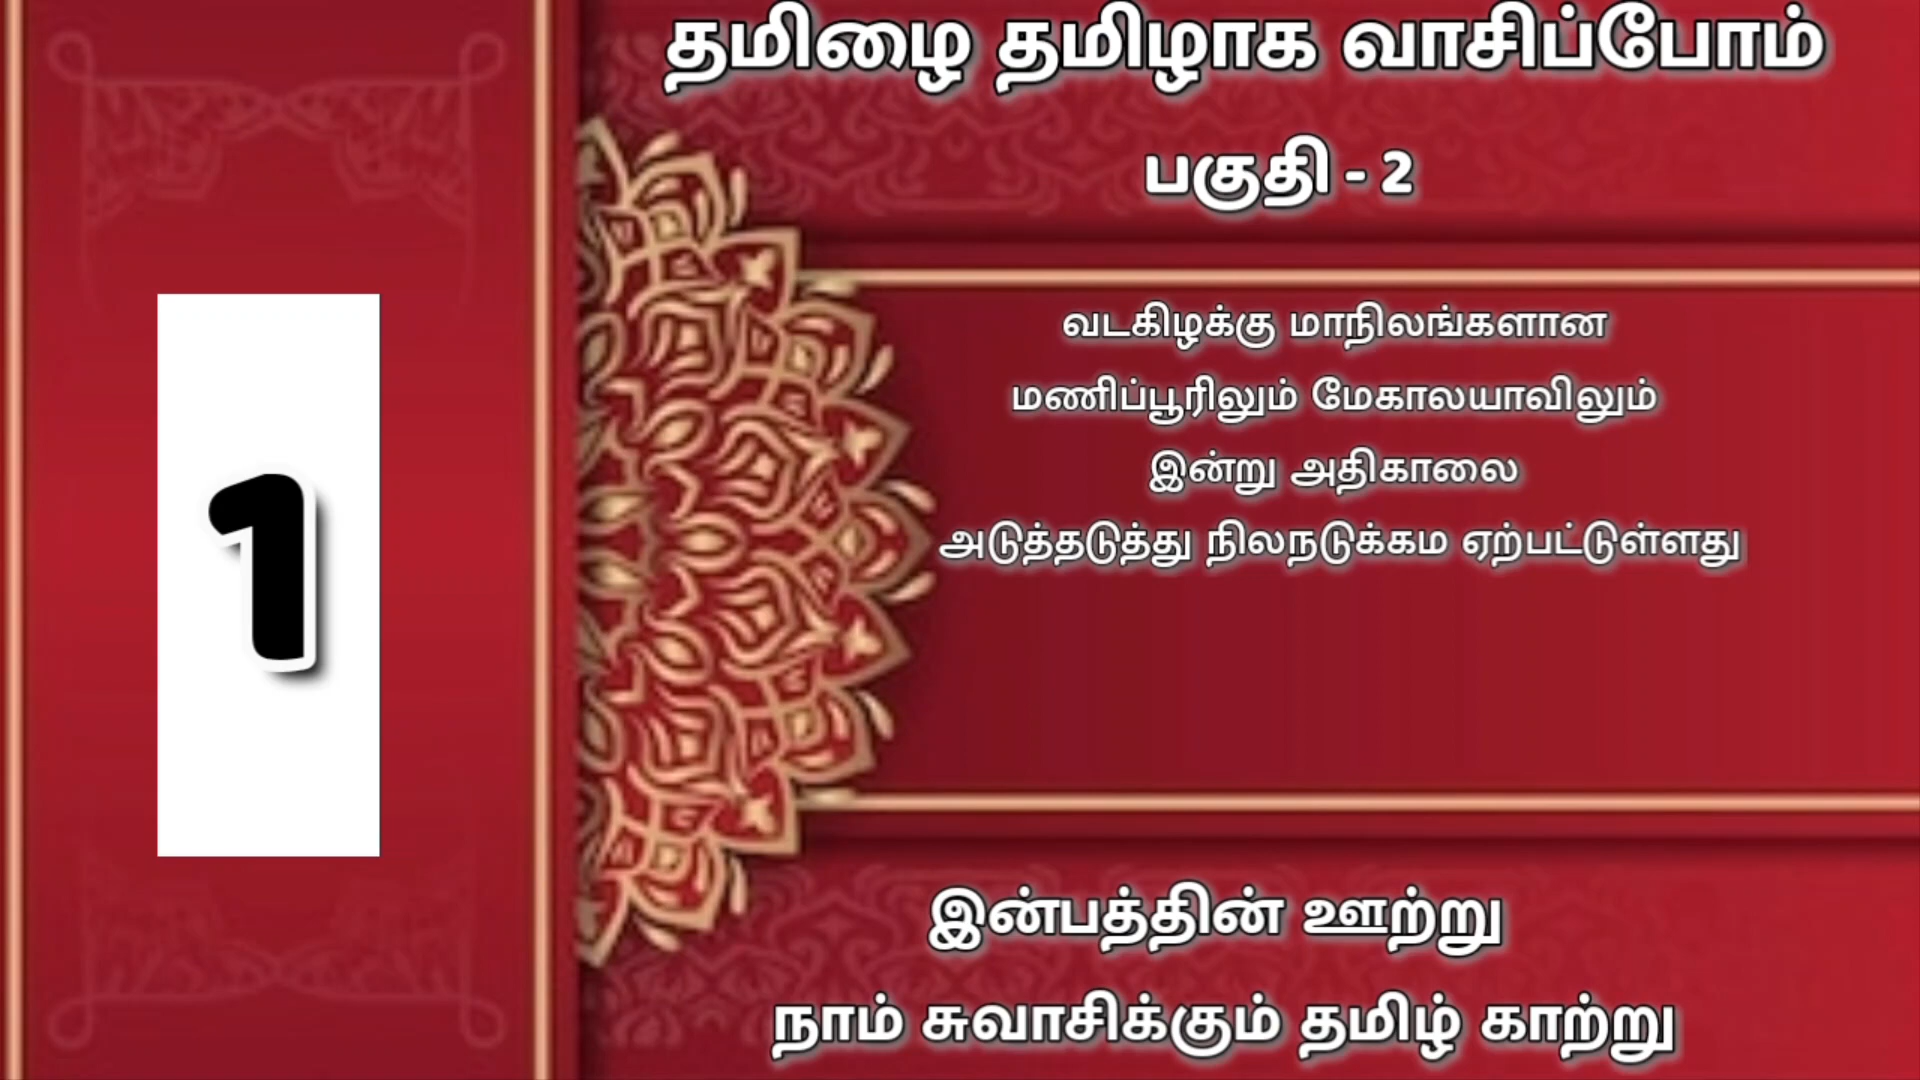 தமிழை தமிழாக வாசிப்போம்
பகுதி - 2
1
வடகிழக்கு மாநிலங்களான
மணிப்பூரிலும் மேகாலயாவிலும்
இன்று அதிகாலை
அடுத்தடுத்து நிலநடுக்கம ஏற்பட்டுள்ளது
இன்பத்தின் ஊற்று
நாம் சுவாசிக்கும் தமிழ் காற்று